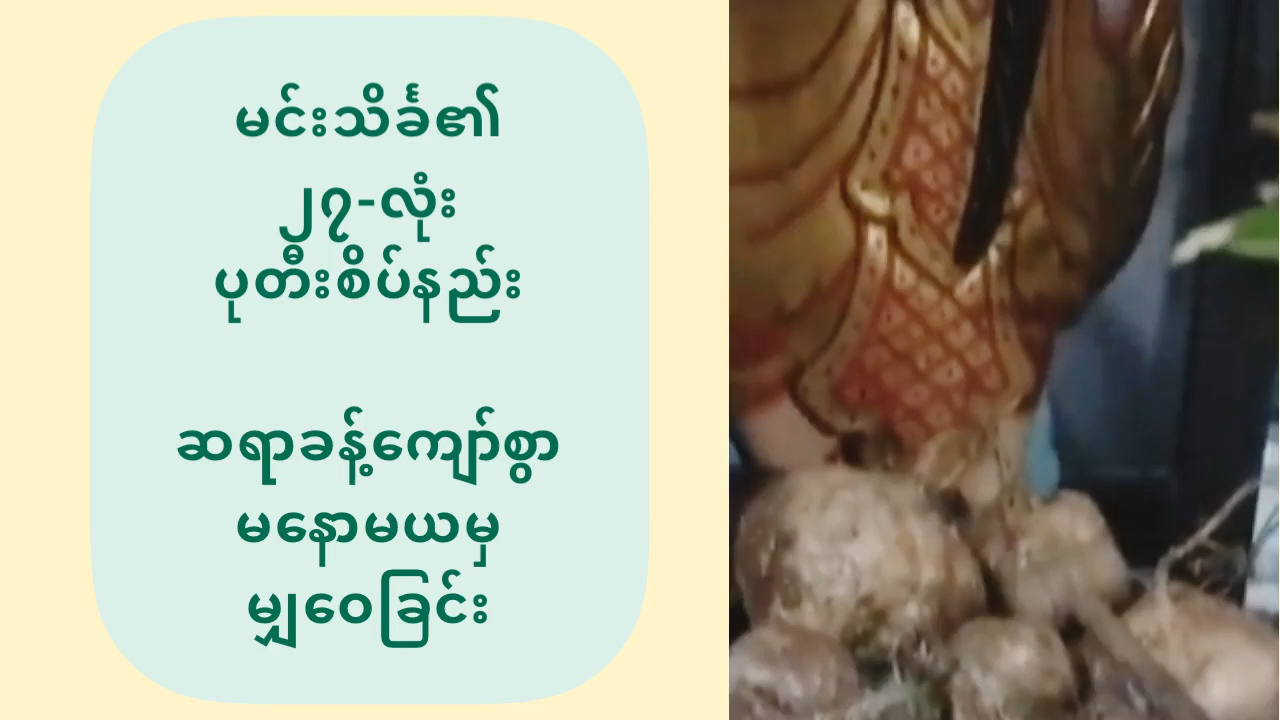 မင်းသိင်္ခ၏
၂၇-လုံး
ပုတီးစိပ်နည်း
ဆရာခန့်ကျော်စွာ
မနောမယမှ
မျှဝေခြင်း